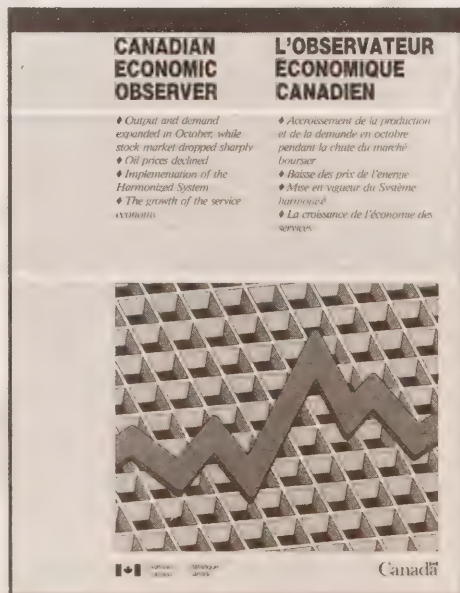 CANADIAN
ECONOMIC
OBSERVER
♦ Output and demand
expanded in October, while
stock market dropped sharply
♦ Oil prices declined
♦ Implementation of the
Harmonized System
♦ The growth of the service
economy
L'OBSERVATEUR
ÉCONOMIQUE
CANADIEN
♦ Accroissement de la production
et de la demande en octobre
pendant la chute du marché
boursier
♦ Baisse des prix de l'energie
♦ Mise en vigueur du Système
harmonisé
♦ La croissance de l'économie des
services
Canada